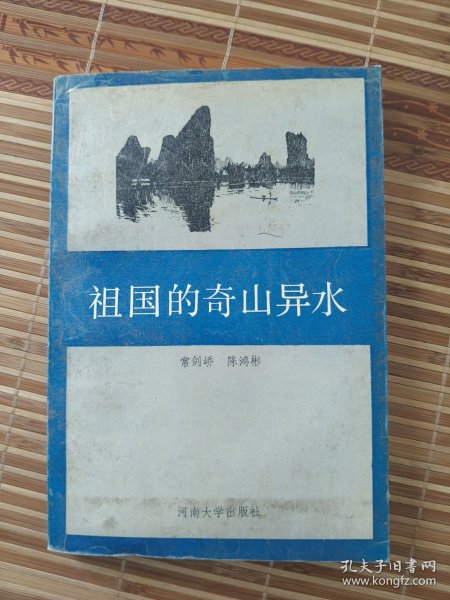 祖国的奇山异水
常剑峤 陈鸿彬
河南大学出版社
孔夫子旧书网
www.kongfz.com